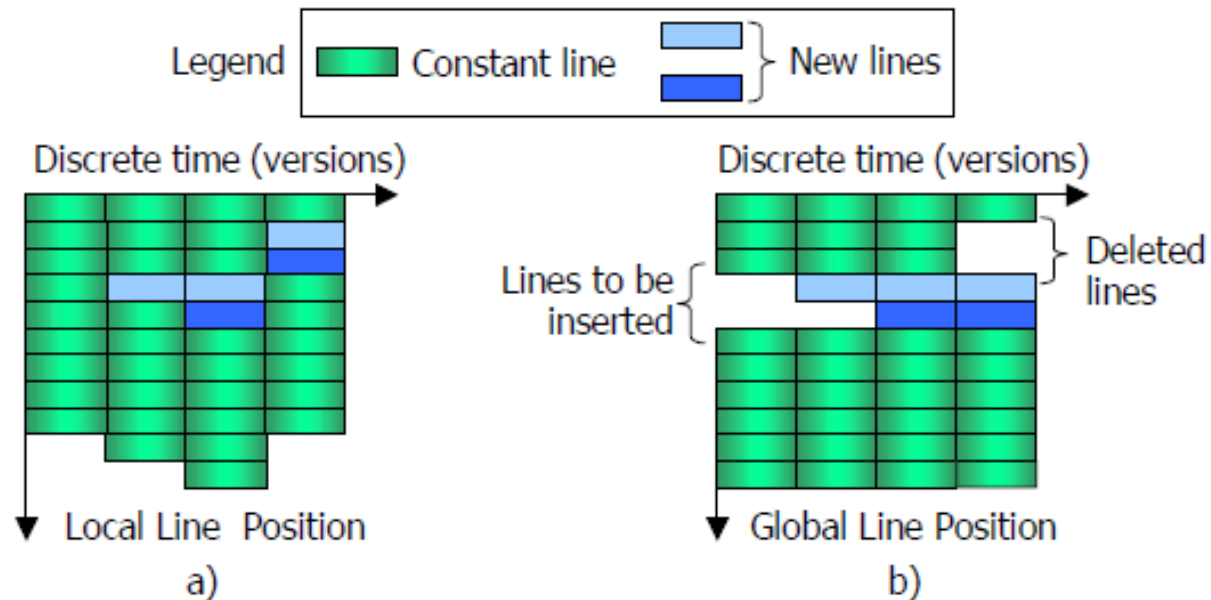 Legend
Constant line
New lines
Discrete time (versions)
Local Line Position
a)
Discrete time (versions)
Lines to be
inserted
Deleted
lines
Global Line Position
b)